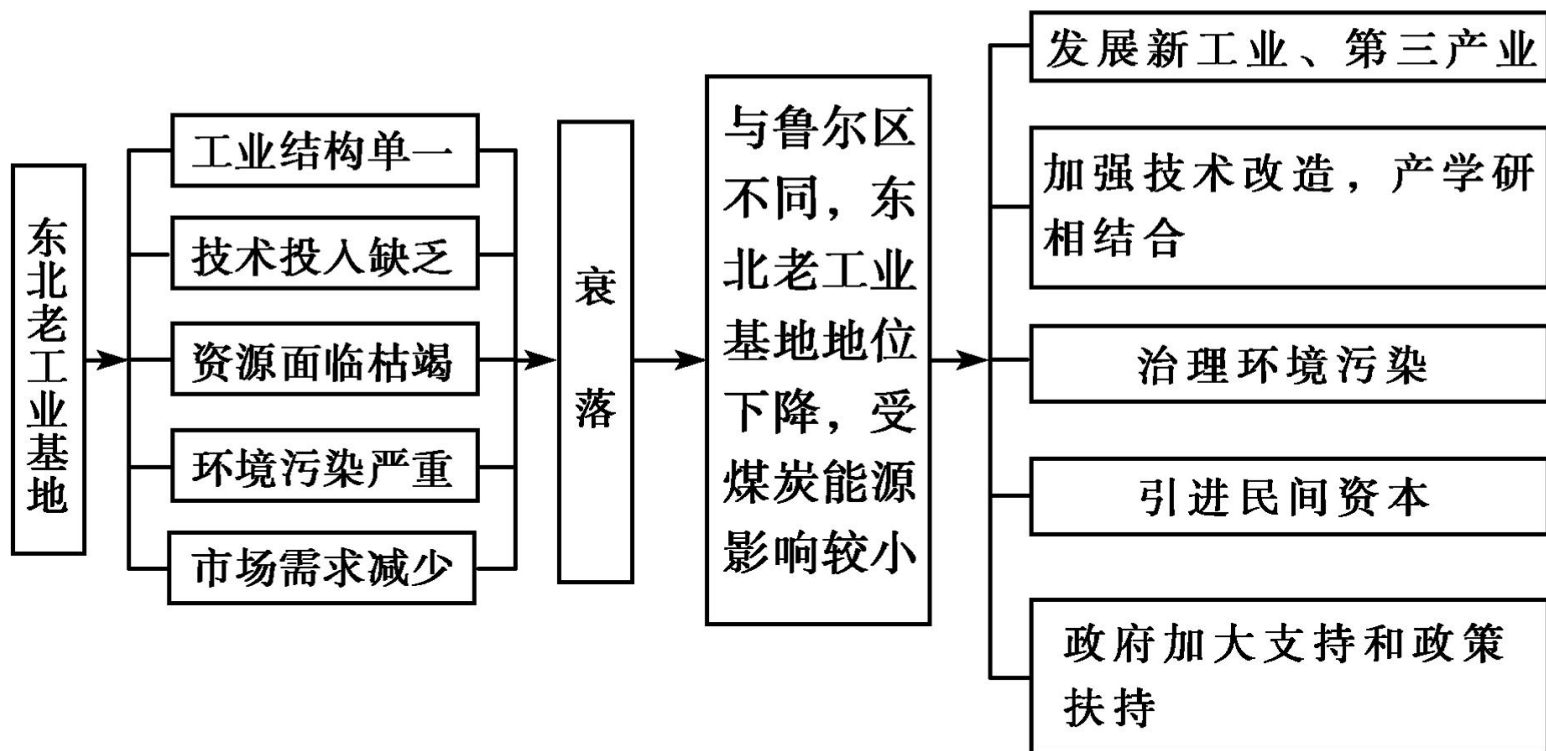 东北老工业基地
工业结构单一
技术投入缺乏
资源面临枯竭
环境污染严重
市场需求减少
衰落
与鲁尔区
不同，东
北老工业
基地地位
下降，受
煤炭能源
影响较小
发展新工业、第三产业
加强技术改造，产学研
相结合
治理环境污染
引进民间资本
政府加大支持和政策
扶持